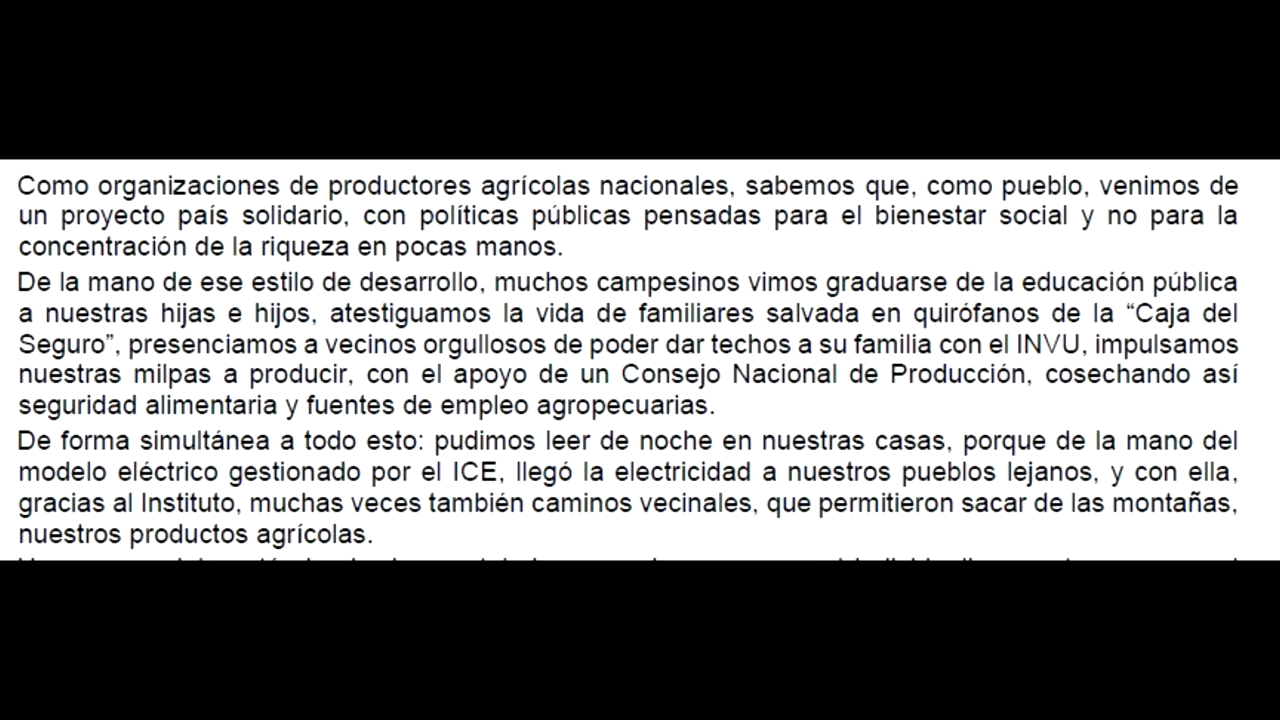 Como organizaciones de productores agrícolas nacionales, sabemos que, como pueblo, venimos de
un proyecto país solidario, con políticas públicas pensadas para el bienestar social y no para la
concentración de la riqueza en pocas manos.
De la mano de ese estilo de desarrollo, muchos campesinos vimos graduarse de la educación pública
a nuestras hijas e hijos, atestiguamos la vida de familiares salvada en quirófanos de la “Caja del
Seguro”, presenciamos a vecinos orgullosos de poder dar techos a su familia con el INVU, impulsamos
nuestras milpas a producir, con el apoyo de un Consejo Nacional de Producción, cosechando así
seguridad alimentaria y fuentes de empleo agropecuarias.
De forma simultánea a todo esto: pudimos leer de noche en nuestras casas, porque de la mano del
modelo eléctrico gestionado por el ICE, llegó la electricidad a nuestros pueblos lejanos, y con ella,
gracias al Instituto, muchas veces también caminos vecinales, que permitieron sacar de las montañas,
nuestros productos agrícolas.